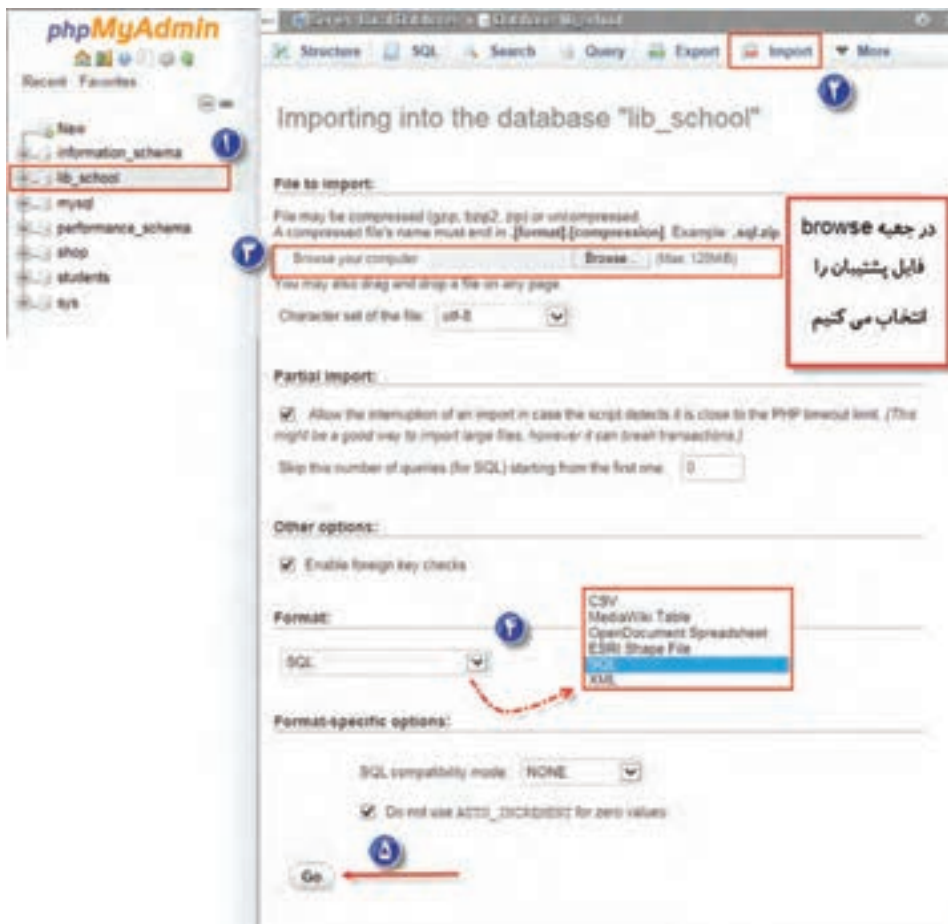 phpMyAdmin
Recent Favorites
New
information_schema
lib_school
mysql
performance_schema
shop
students
sys
۱
Structure SQL Search Query Export Import More
۲
Importing into the database "lib_school"
File to import:
File may be compressed (gzip, bzip2, zip) or uncompressed.
A compressed file's name must end in .[format].[compression]. Example: .sql.zip
۳
Browse your computer: Browse... (Max: 128MiB)
You may also drag and drop a file on any page.
Character set of the file: utf-8
در جعبه browse
فایل پشتیبان را
انتخاب می کنیم
Partial import:
Allow the interruption of an import in case the script detects it is close to the PHP timeout limit. (This
might be a good way to import large files, however it can break transactions.)
Skip this number of queries (for SQL) starting from the first one: 0
Other options:
Enable foreign key checks
Format:
SQL
۴
CSV
MediaWiki Table
OpenDocument Spreadsheet
ESRI Shape File
SQL
XML
Format-specific options:
SQL compatibility mode: NONE
Do not use AUTO_INCREMENT for zero values
۵
Go